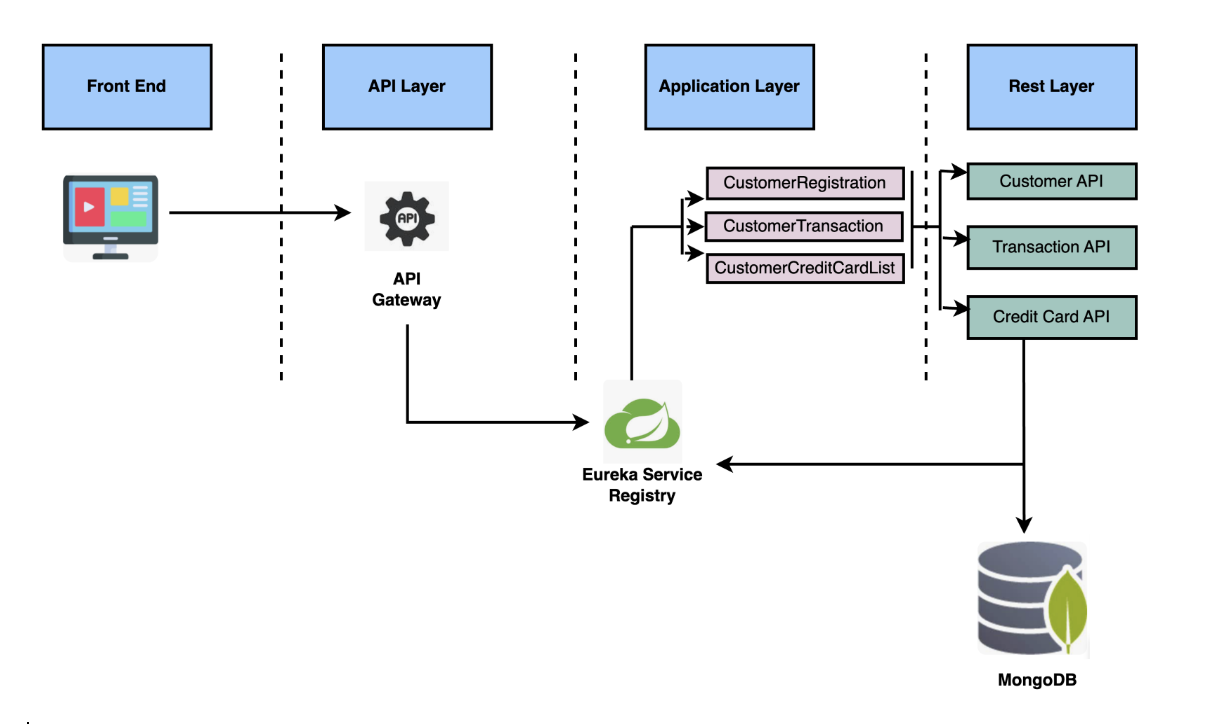 Front End
API Layer
Application Layer
Rest Layer
API
API
Gateway
CustomerRegistration
CustomerTransaction
CustomerCreditCardList
Customer API
Transaction API
Credit Card API
Eureka Service
Registry
MongoDB